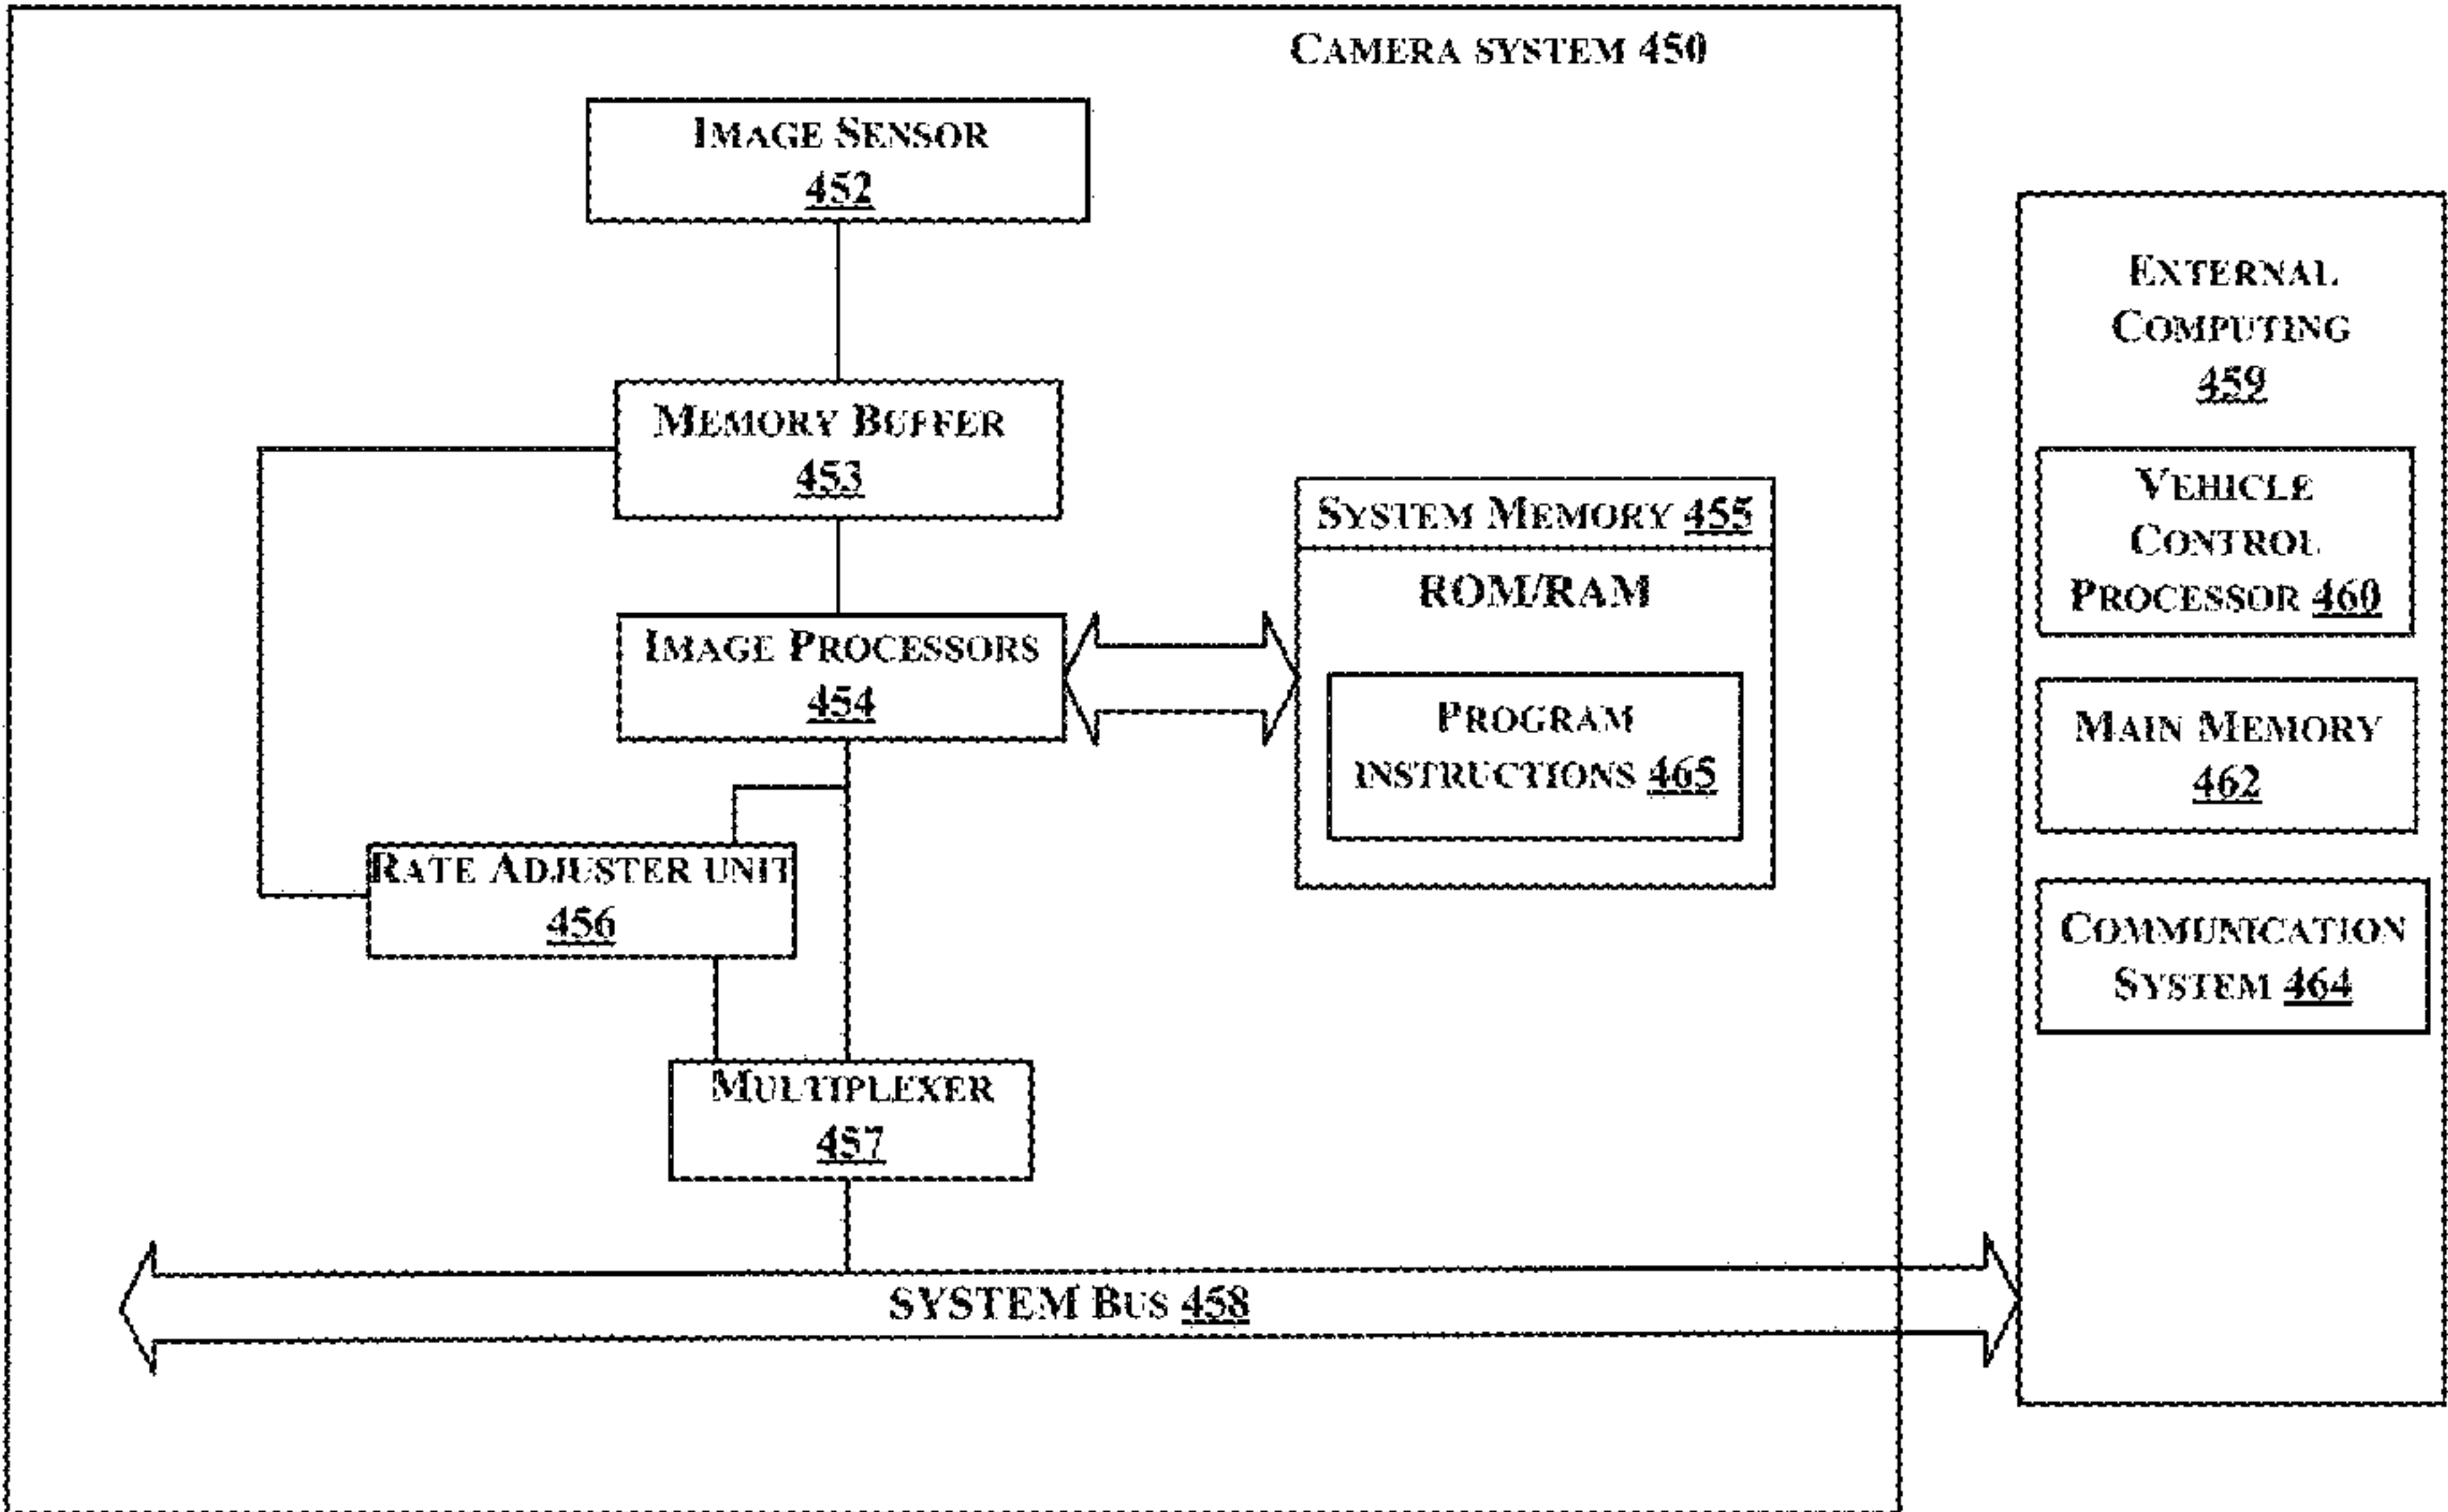 CAMERA SYSTEM 450
IMAGE SENSOR
452
MEMORY BUFFER
453
IMAGE PROCESSORS
454
SYSTEM MEMORY 455
ROM/RAM
PROGRAM
INSTRUCTIONS 465
RATE ADJUSTER UNIT
456
MULTIPLEXER
457
SYSTEM BUS 458
EXTERNAL
COMPUTING
459
VEHICLE
CONTROL
PROCESSOR 460
MAIN MEMORY
462
COMMUNICATION
SYSTEM 464